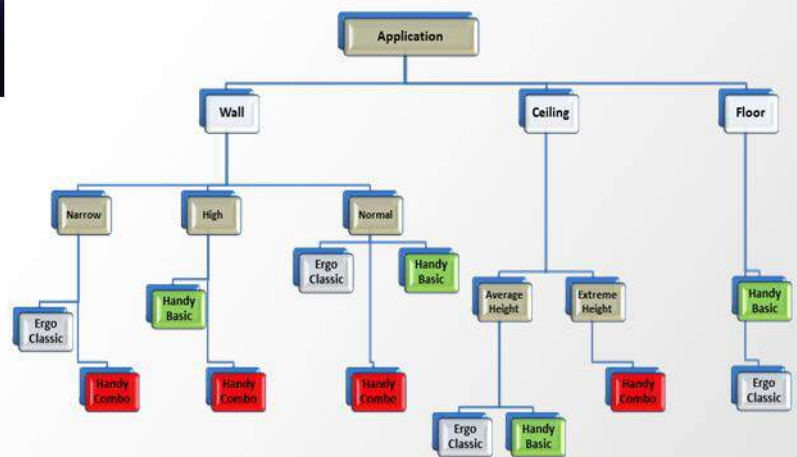 Application
Wall
Ceiling
Floor
Narrow
High
Normal
Ergo
Classic
Handy
Basic
Handy
Basic
Average
Height
Extreme
Height
Handy
Basic
Ergo
Classic
Handy
Combo
Handy
Combo
Handy
Combo
Handy
Combo
Ergo
Classic
Ergo
Classic
Handy
Basic